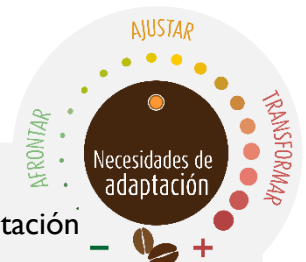 AJUSTAR
AFRONTAR
TRANSFORMAR
Necesidades de
adaptación
tación
- +